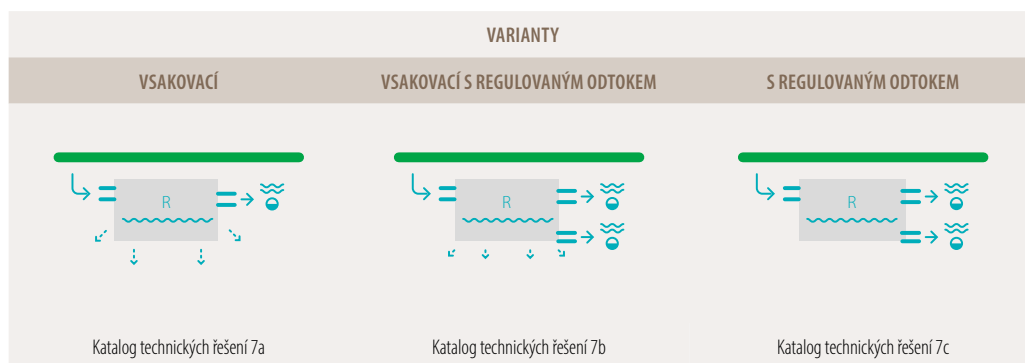 VARIANTY
VSAKOVACÍ
VSAKOVACÍ S REGULOVANÝM ODTOKEM
S REGULOVANÝM ODTOKEM
R
R
R
Katalog technických řešení 7a
Katalog technických řešení 7b
Katalog technických řešení 7c